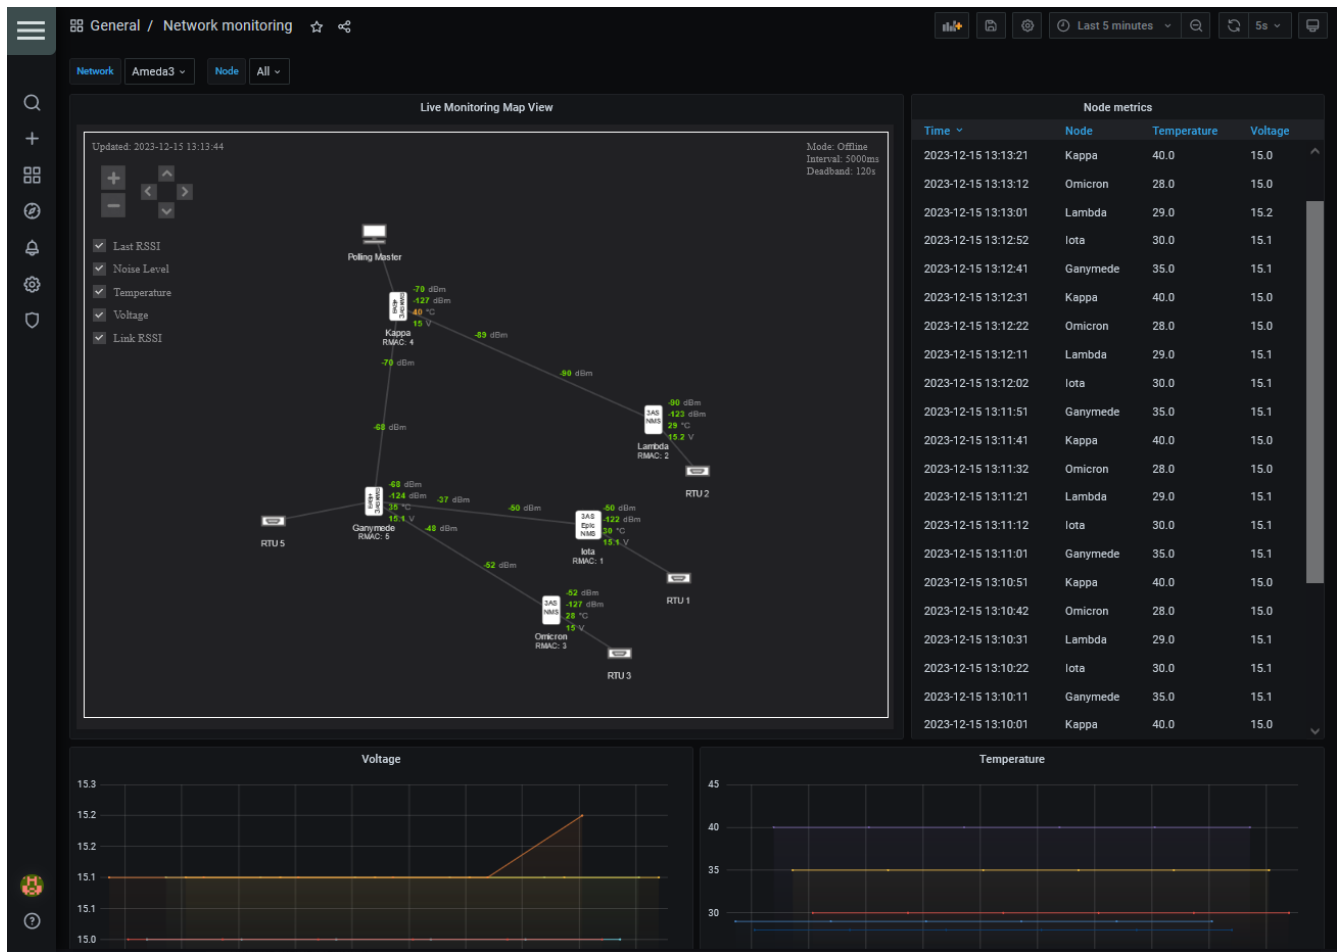 General / Network monitoring
Last 5 minutes
5s
Network
Ameda3
Node
All
Live Monitoring Map View
Updated: 2023-12-15 13:13:44
Mode: Offline
Interval: 5000ms
Deadband: 120s
Last RSSI
Noise Level
Temperature
Voltage
Link RSSI
Polling Master
-70 dBm
-127 dBm
40 °C
15 V
Kappa
RMAC: 4
-89 dBm
-70 dBm
-90 dBm
-90 dBm
3AS
NMS
-123 dBm
29 °C
15.2 V
Lambda
RMAC: 2
RTU 2
-68 dBm
-68 dBm
-124 dBm
35 °C
15.1 V
Ganymede
RMAC: 5
RTU 5
-37 dBm
-50 dBm
-48 dBm
-50 dBm
3AS
Epic
NMS
-122 dBm
30 °C
15.1 V
Iota
RMAC: 1
RTU 1
-52 dBm
-52 dBm
3AS
NMS
-127 dBm
28 °C
15 V
Omicron
RMAC: 3
RTU 3
Node metrics
Time Node Temperature Voltage
2023-12-15 13:13:21 Kappa 40.0 15.0
2023-12-15 13:13:12 Omicron 28.0 15.0
2023-12-15 13:13:01 Lambda 29.0 15.2
2023-12-15 13:12:52 Iota 30.0 15.1
2023-12-15 13:12:41 Ganymede 35.0 15.1
2023-12-15 13:12:31 Kappa 40.0 15.0
2023-12-15 13:12:22 Omicron 28.0 15.0
2023-12-15 13:12:11 Lambda 29.0 15.1
2023-12-15 13:12:02 Iota 30.0 15.1
2023-12-15 13:11:51 Ganymede 35.0 15.1
2023-12-15 13:11:41 Kappa 40.0 15.0
2023-12-15 13:11:32 Omicron 28.0 15.0
2023-12-15 13:11:21 Lambda 29.0 15.1
2023-12-15 13:11:12 Iota 30.0 15.1
2023-12-15 13:11:01 Ganymede 35.0 15.1
2023-12-15 13:10:51 Kappa 40.0 15.0
2023-12-15 13:10:42 Omicron 28.0 15.0
2023-12-15 13:10:31 Lambda 29.0 15.1
2023-12-15 13:10:22 Iota 30.0 15.1
2023-12-15 13:10:11 Ganymede 35.0 15.1
2023-12-15 13:10:01 Kappa 40.0 15.0
Voltage
15.3
15.2
15.2
15.1
15.1
15.0
Temperature
45
40
35
30